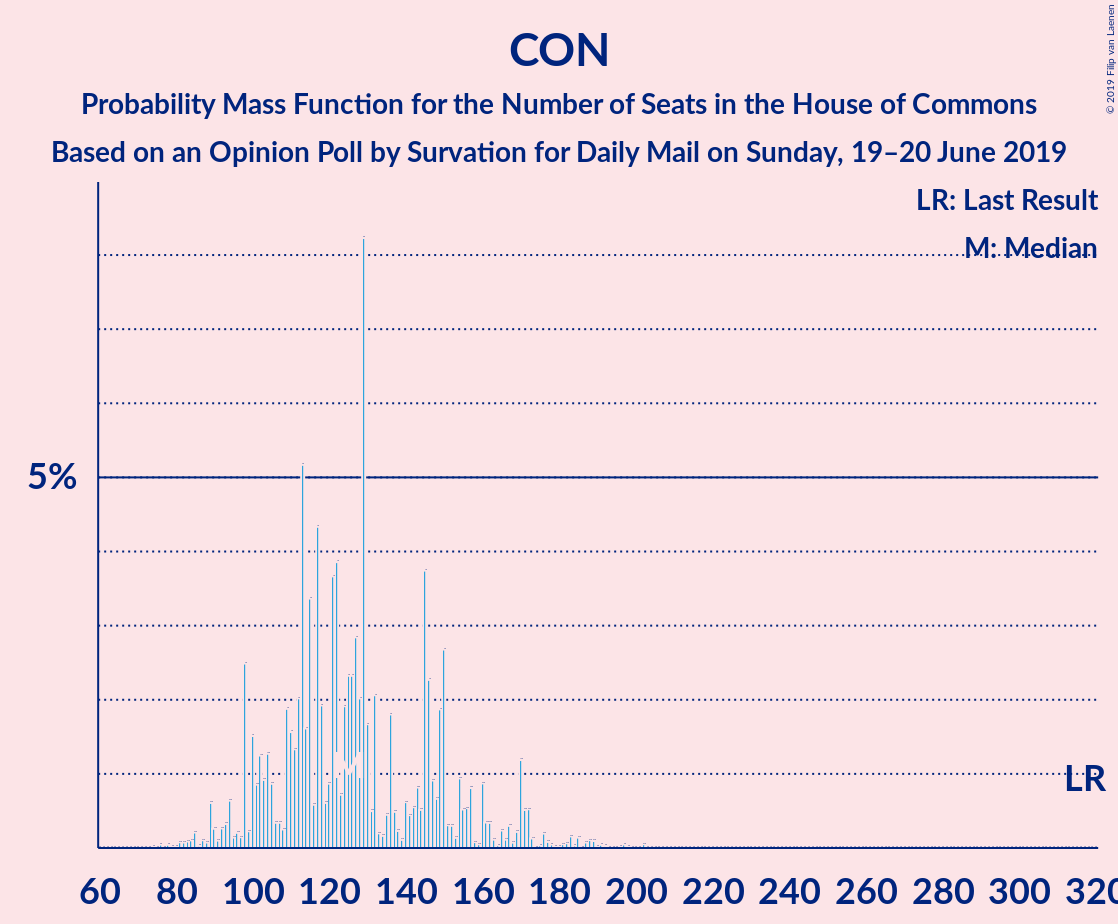 CON
Probability Mass Function for the Number of Seats in the House of Commons
Based on an Opinion Poll by Survation for Daily Mail on Sunday, 19–20 June 2019
© 2019 Filip van Laenen
LR: Last Result
M: Median
5%
M
LR
60 80 100 120 140 160 180 200 220 240 260 280 300 320